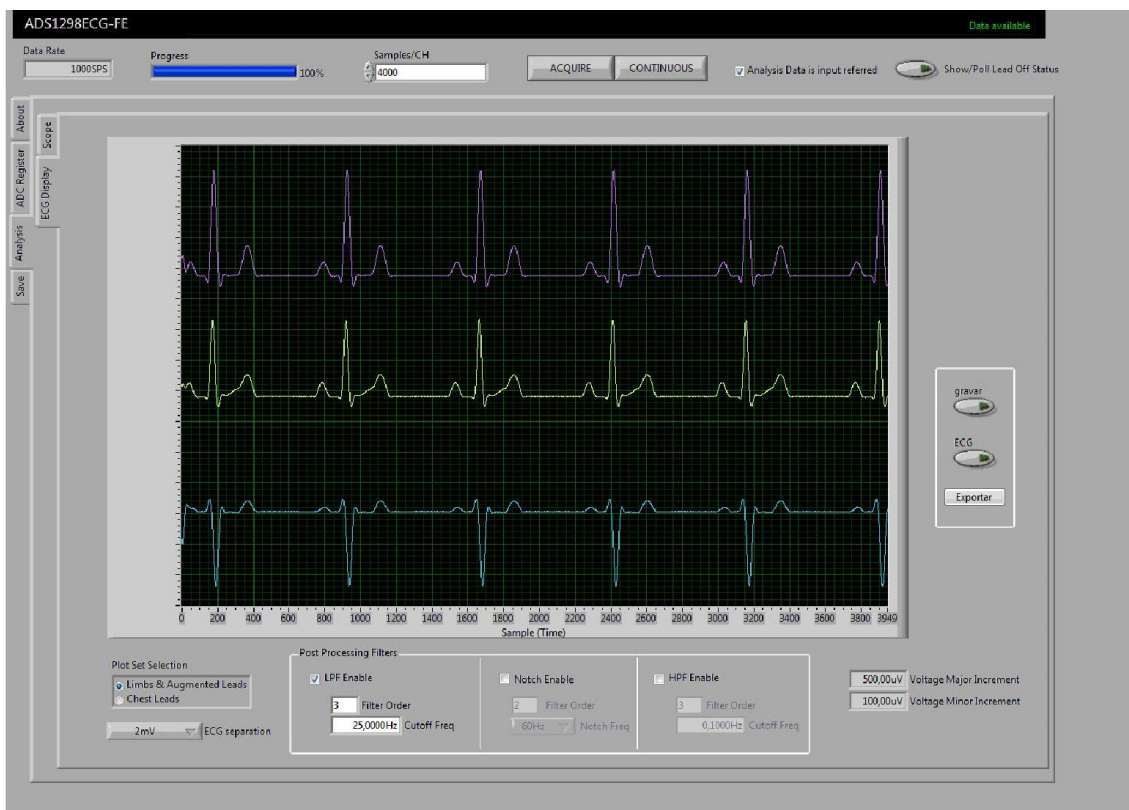 ADS1298ECG-FE
Data available
Data Rate
1000SPS
Progress
100%
Samples/CH
4000
ACQUIRE
CONTINUOUS
Analysis Data is input referred
Show/Poll Lead Off Status
About
ADC Register
Analysis
Save
Scope
ECG Display
0 200 400 600 800 1000 1200 1400 1600 1800 2000 2200 2400 2600 2800 3000 3200 3400 3600 3800 3949
Sample (Time)
gravar
ECG
Exportar
Plot Set Selection
Limbs & Augmented Leads
Chest Leads
2mV ECG separation
Post Processing Filters
LPF Enable
3 Filter Order
25,0000Hz Cutoff Freq
Notch Enable
2 Filter Order
60Hz Notch Freq
HPF Enable
3 Filter Order
0,1000Hz Cutoff Freq
500,00uV Voltage Major Increment
100,00uV Voltage Minor Increment